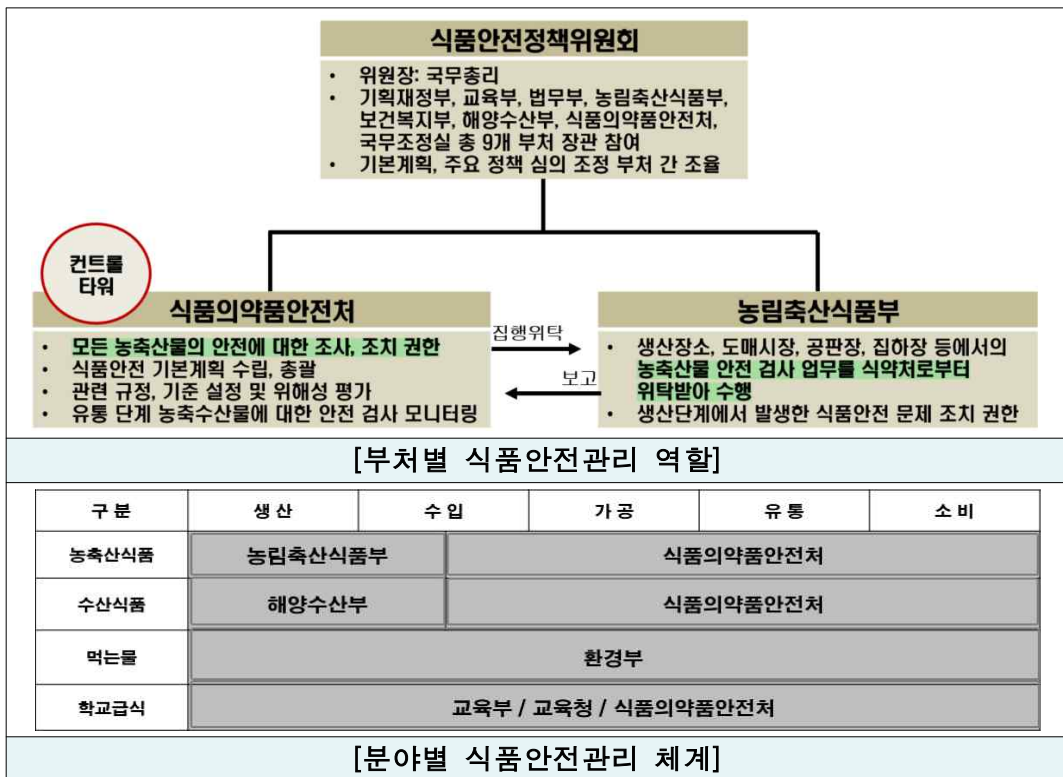 식품안전정책위원회
• 위원장: 국무총리
• 기획재정부, 교육부, 법무부, 농림축산식품부,
보건복지부, 해양수산부, 식품의약품안전처,
국무조정실 총 9개 부처 장관 참여
• 기본계획, 주요 정책 심의 조정 부처 간 조율
컨트롤
타워
식품의약품안전처
• 모든 농축산물의 안전에 대한 조사, 조치 권한
• 식품안전 기본계획 수립, 총괄
• 관련 규정, 기준 설정 및 위해성 평가
• 유통 단계 농축수산물에 대한 안전 검사 모니터링
집행위탁
보고
농림축산식품부
• 생산장소, 도매시장, 공판장, 집하장 등에서의
농축산물 안전 검사 업무를 식약처로부터
위탁받아 수행
• 생산단계에서 발생한 식품안전 문제 조치 권한
[부처별 식품안전관리 역할]
구 분 생 산 수 입 가 공 유 통 소 비
농축산식품 농림축산식품부 식품의약품안전처
수산식품 해양수산부 식품의약품안전처
먹는물 환경부
학교급식 교육부 / 교육청 / 식품의약품안전처
[분야별 식품안전관리 체계]